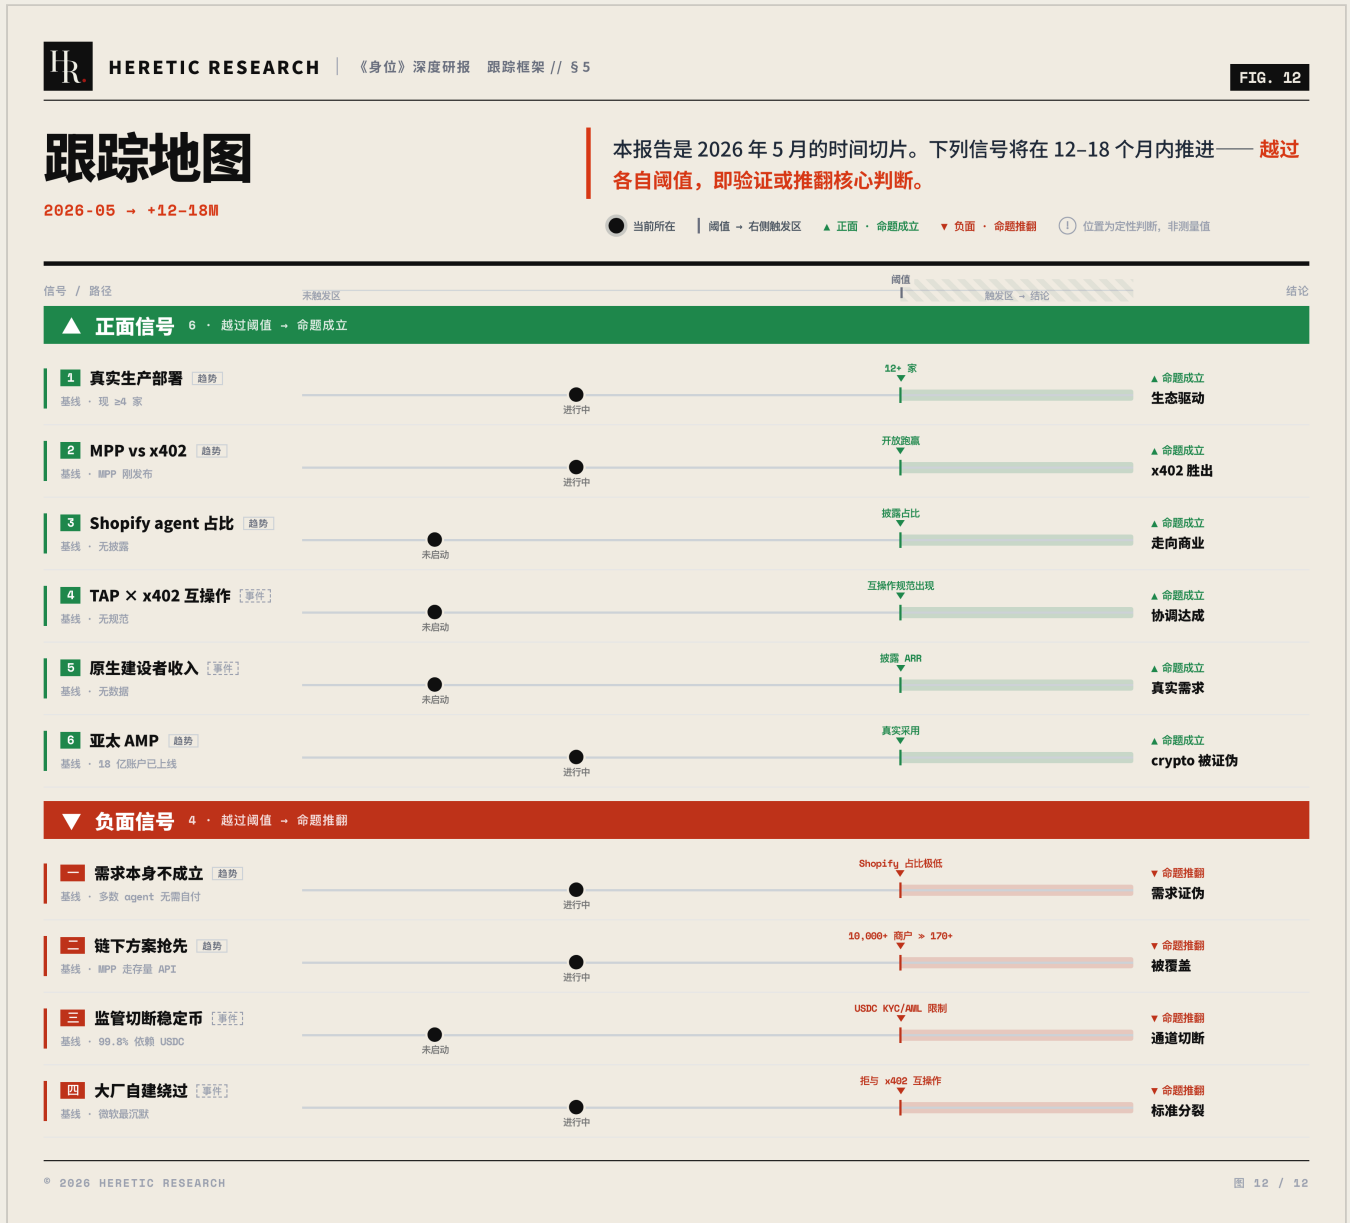 HR.
HERETIC RESEARCH
《身位》深度研报 跟踪框架 // §5
FIG. 12
跟踪地图
2026-05 → +12-18M
本报告是 2026 年 5 月的时间切片。下列信号将在 12–18 个月内推进—— 越过
各自阈值，即验证或推翻核心判断。
当前所在 阈值 → 右侧触发区 ▲ 正面 · 命题成立 ▼ 负面 · 命题推翻 ! 位置为定性判断，非测量值
信号 / 路径
未触发区
阈值
触发区 → 结论
结论
▲ 正面信号 6 · 越过阈值 → 命题成立
1 真实生产部署 趋势
基线 · 现 ≥4 家
进行中
12+ 家
▲ 命题成立
生态驱动
2 MPP vs x402 趋势
基线 · MPP 刚发布
进行中
开放跑赢
▲ 命题成立
x402 胜出
3 Shopify agent 占比 趋势
基线 · 无披露
未启动
披露占比
▲ 命题成立
走向商业
4 TAP × x402 互操作 事件
基线 · 无规范
未启动
互操作规范出现
▲ 命题成立
协调达成
5 原生建设者收入 事件
基线 · 无数据
未启动
披露 ARR
▲ 命题成立
真实需求
6 亚太 AMP 趋势
基线 · 18 亿账户已上线
进行中
真实采用
▲ 命题成立
crypto 被证伪
▼ 负面信号 4 · 越过阈值 → 命题推翻
一 需求本身不成立 趋势
基线 · 多数 agent 无需自付
进行中
Shopify 占比极低
▼ 命题推翻
需求证伪
二 链下方案抢先 趋势
基线 · MPP 走存量 API
进行中
10,000+ 商户 ≫ 170+
▼ 命题推翻
被覆盖
三 监管切断稳定币 事件
基线 · 99.8% 依赖 USDC
未启动
USDC KYC/AML 限制
▼ 命题推翻
通道切断
四 大厂自建绕过 事件
基线 · 微软最沉默
进行中
拒与 x402 互操作
▼ 命题推翻
标准分裂
© 2026 HERETIC RESEARCH
图 12 / 12